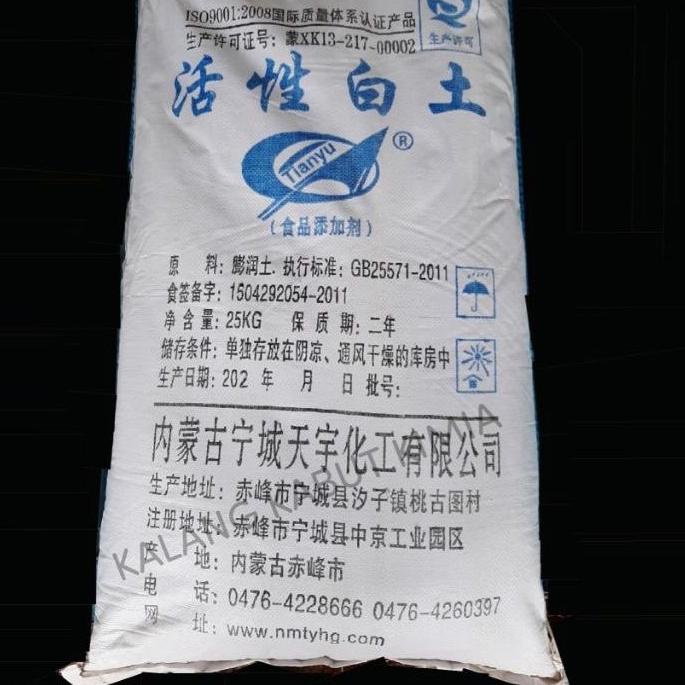 ISO9001:2008国际质量体系认证产品
生产许可证号：蒙XK13-217-00002
生产许可
活性白土
Tianyu
®
（食品添加剂）
原 料：膨润土．执行标准：GB25571-2011
食签备字：1504292054-2011
净含量：25KG 保质期：二年
储存条件：单独存放在阴凉、通风干燥的库房中
生产日期：202 年 月 日 批号：
内蒙古宁城天宇化工有限公司
生产地址：赤峰市宁城县汐子镇桃古图村
注册地址：赤峰市宁城县中京工业园区
产 地：内蒙古赤峰市
电 话：0476-4228666 0476-4260397
网 址：www.nmtyhg.com
KALANG KABUT KIMIA